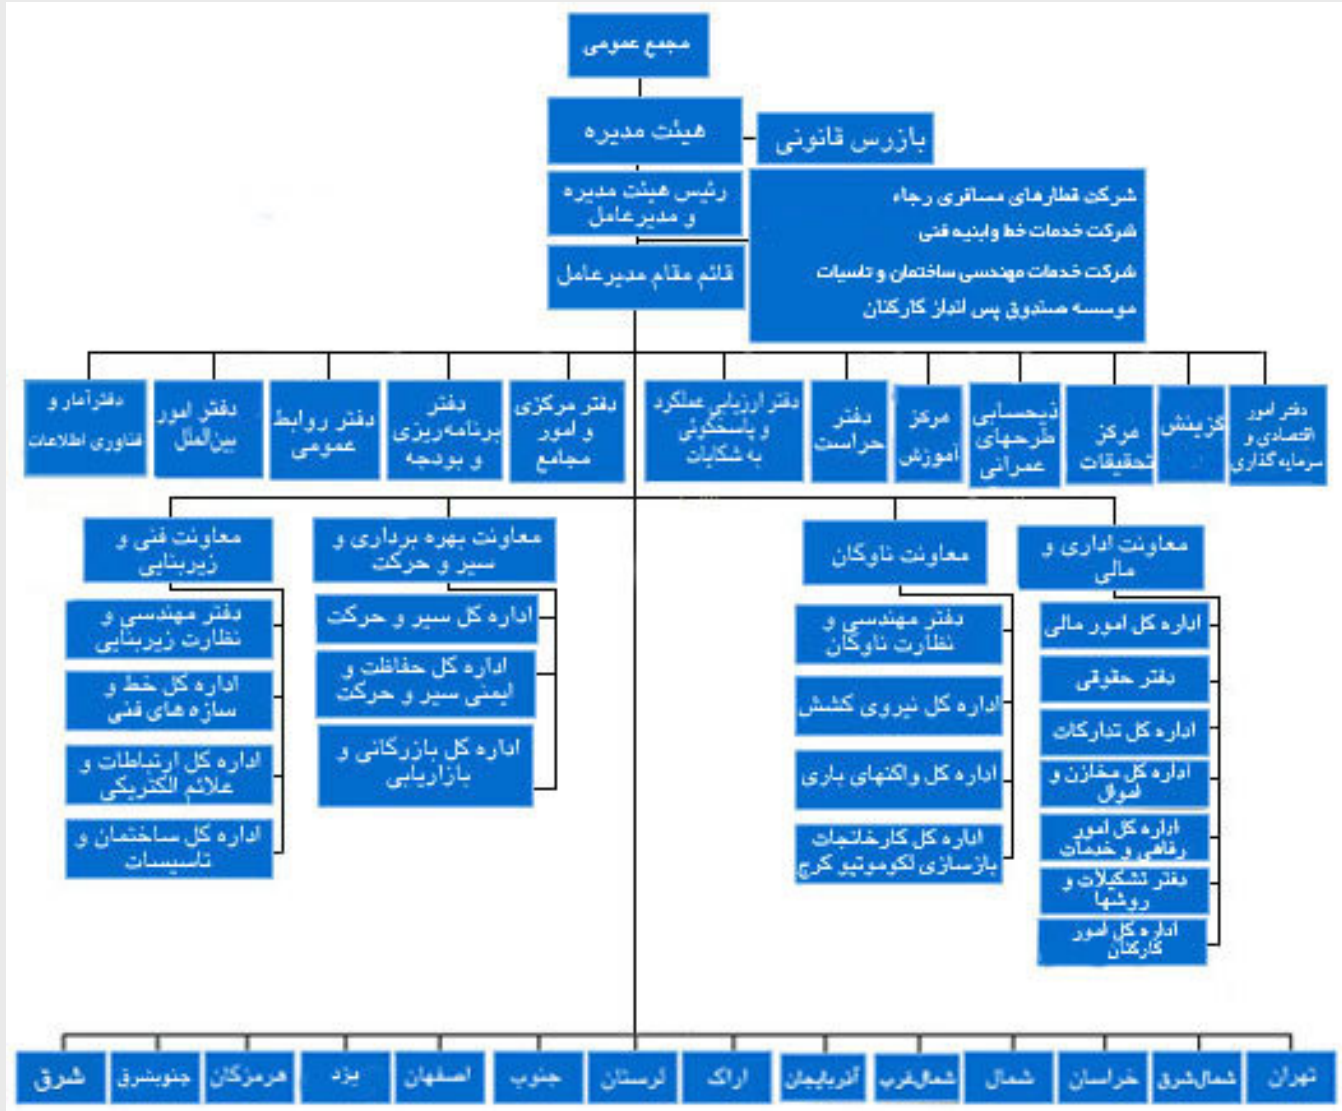 مجمع عمومی
هیئت مدیره
بازرس قانونی
رئیس هیئت مدیره
و مدیرعامل
شرکت قطارهای مسافری رجاء
شرکت خدمات خط وابنیه فنی
شرکت خدمات مهندسی ساختمان و تاسیات
موسسه صندوق پس انداز کارکنان
قائم مقام مدیرعامل
دفتر امور
اقتصادی و
سرمایه گذاری
گزینش
مرکز
تحقیقات
ذیحسابی
طرحهای
عمرانی
مرکز
آموزش
دفتر
حراست
دفتر ارزیابی عملکرد
و پاسخگوئی
به شکایات
دفتر مرکزی
و امور
مجامع
دفتر
برنامه‌ریزی
و بودجه
دفتر روابط
عمومی
دفتر امور
بین‌الملل
دفترآمار و
فناوری اطلاعات
معاونت اداری و
مالی
اداره کل امور مالی
دفتر حقوقی
اداره کل تدارکات
اداره کل مخازن و
اموال
اداره کل امور
رفاهی و خدمات
دفتر تشکیلات و
روشها
اداره کل امور
کارکنان
معاونت ناوگان
دفتر مهندسی و
نظارت ناوگان
اداره کل نیروی کشش
اداره کل واگنهای باری
اداره کل کارخانجات
بازسازی لکوموتیو کرج
معاونت بهره برداری و
سیر و حرکت
اداره کل سیر و حرکت
اداره کل حفاظت و
ایمنی سیر و حرکت
اداره کل بازرگانی و
بازاریابی
معاونت فنی و
زیربنایی
دفتر مهندسی و
نظارت زیربنایی
اداره کل خط و
سازه های فنی
اداره کل ارتباطات و
علائم الکتریکی
اداره کل ساختمان و
تاسیسات
تهران
شمال‌شرق
خراسان
شمال
شمال‌غرب
آذربایجان
اراک
لرستان
جنوب
اصفهان
یزد
هرمزگان
جنوبشرق
شرق